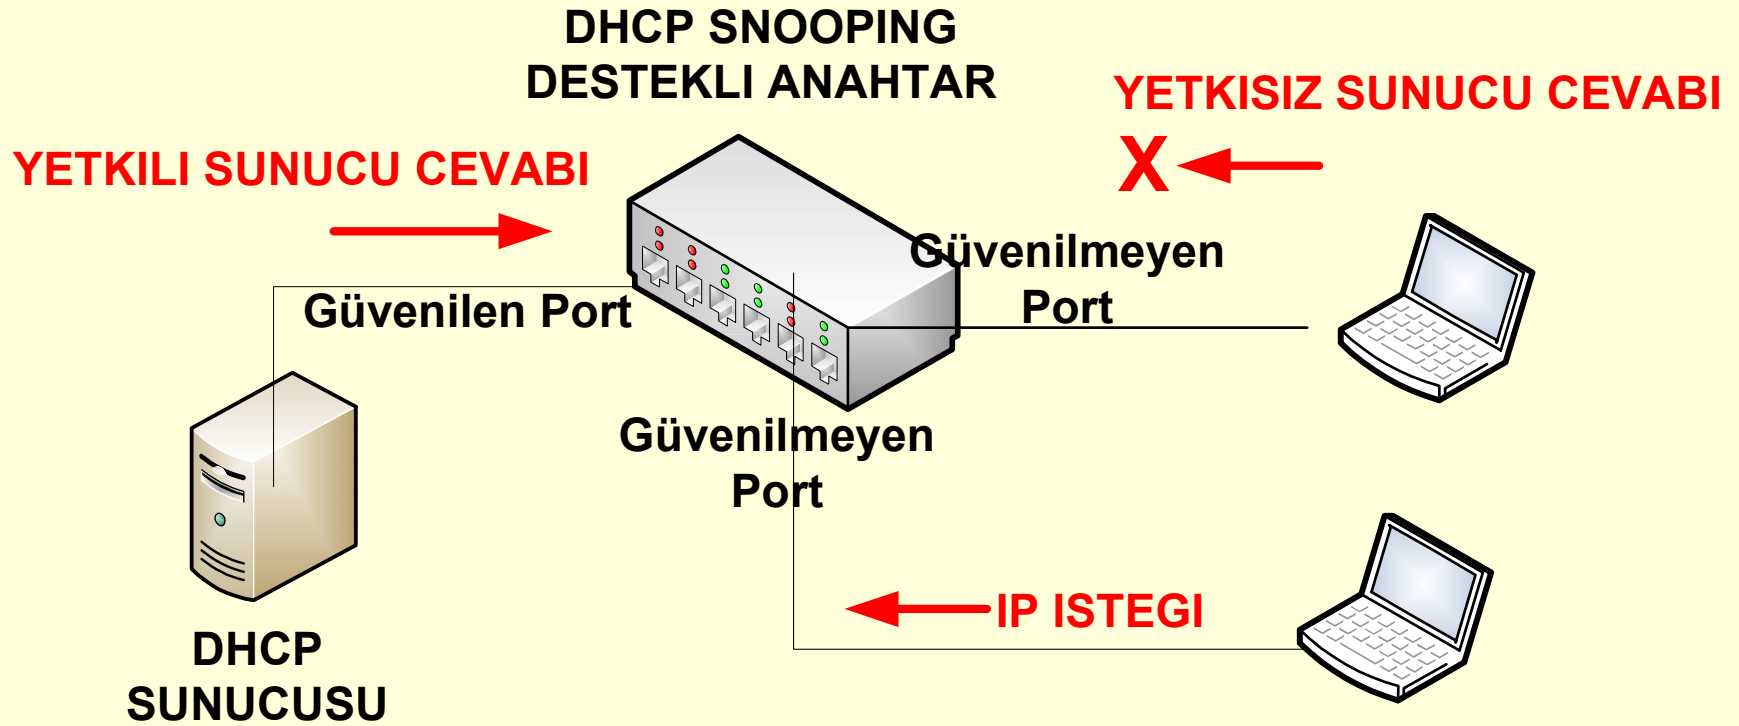 DHCP SNOOPING
DESTEKLI ANAHTAR
YETKISIZ SUNUCU CEVABI
X
YETKILI SUNUCU CEVABI
Güvenilmeyen
Port
Güvenilen Port
Güvenilmeyen
Port
IP ISTEGI
DHCP
SUNUCUSU